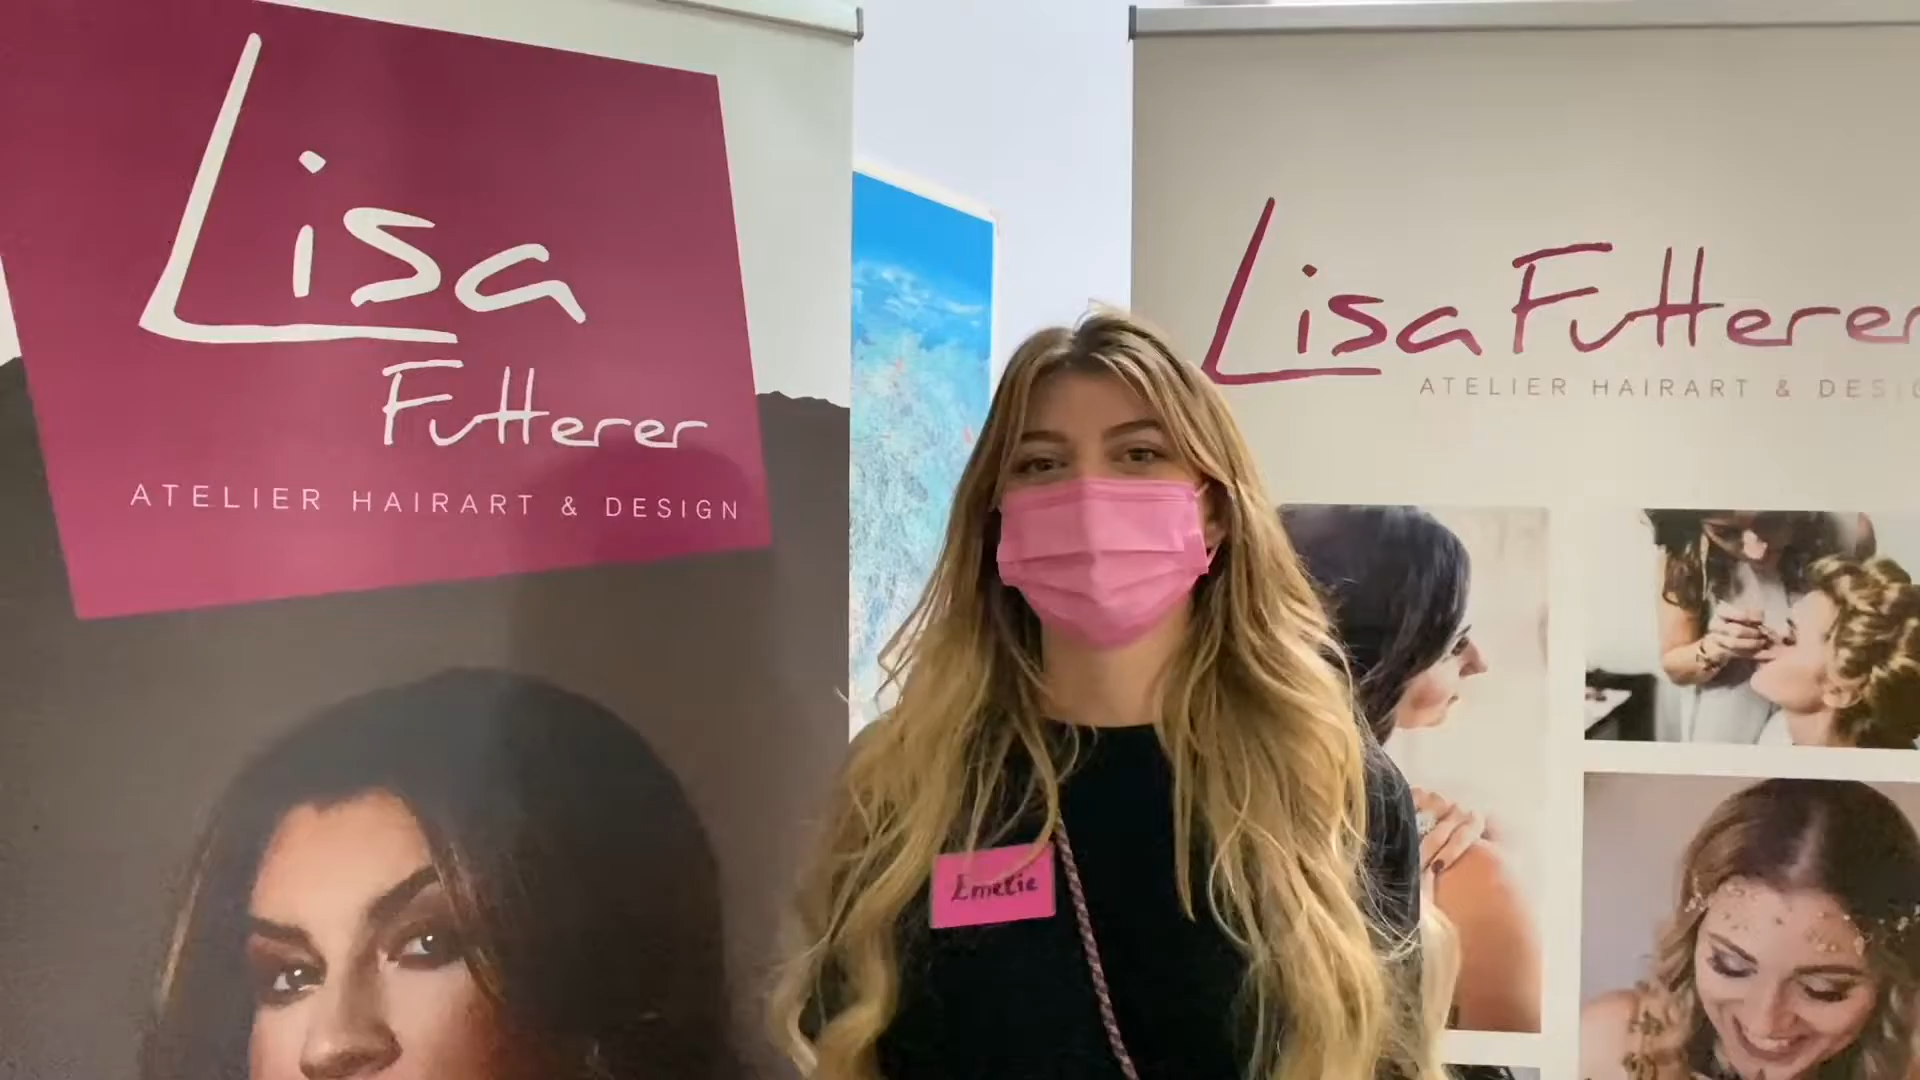 Lisa
Futterer
ATELIER HAIRART & DESIGN
Lisa Futterer
ATELIER HAIRART & DESIG
Emelie